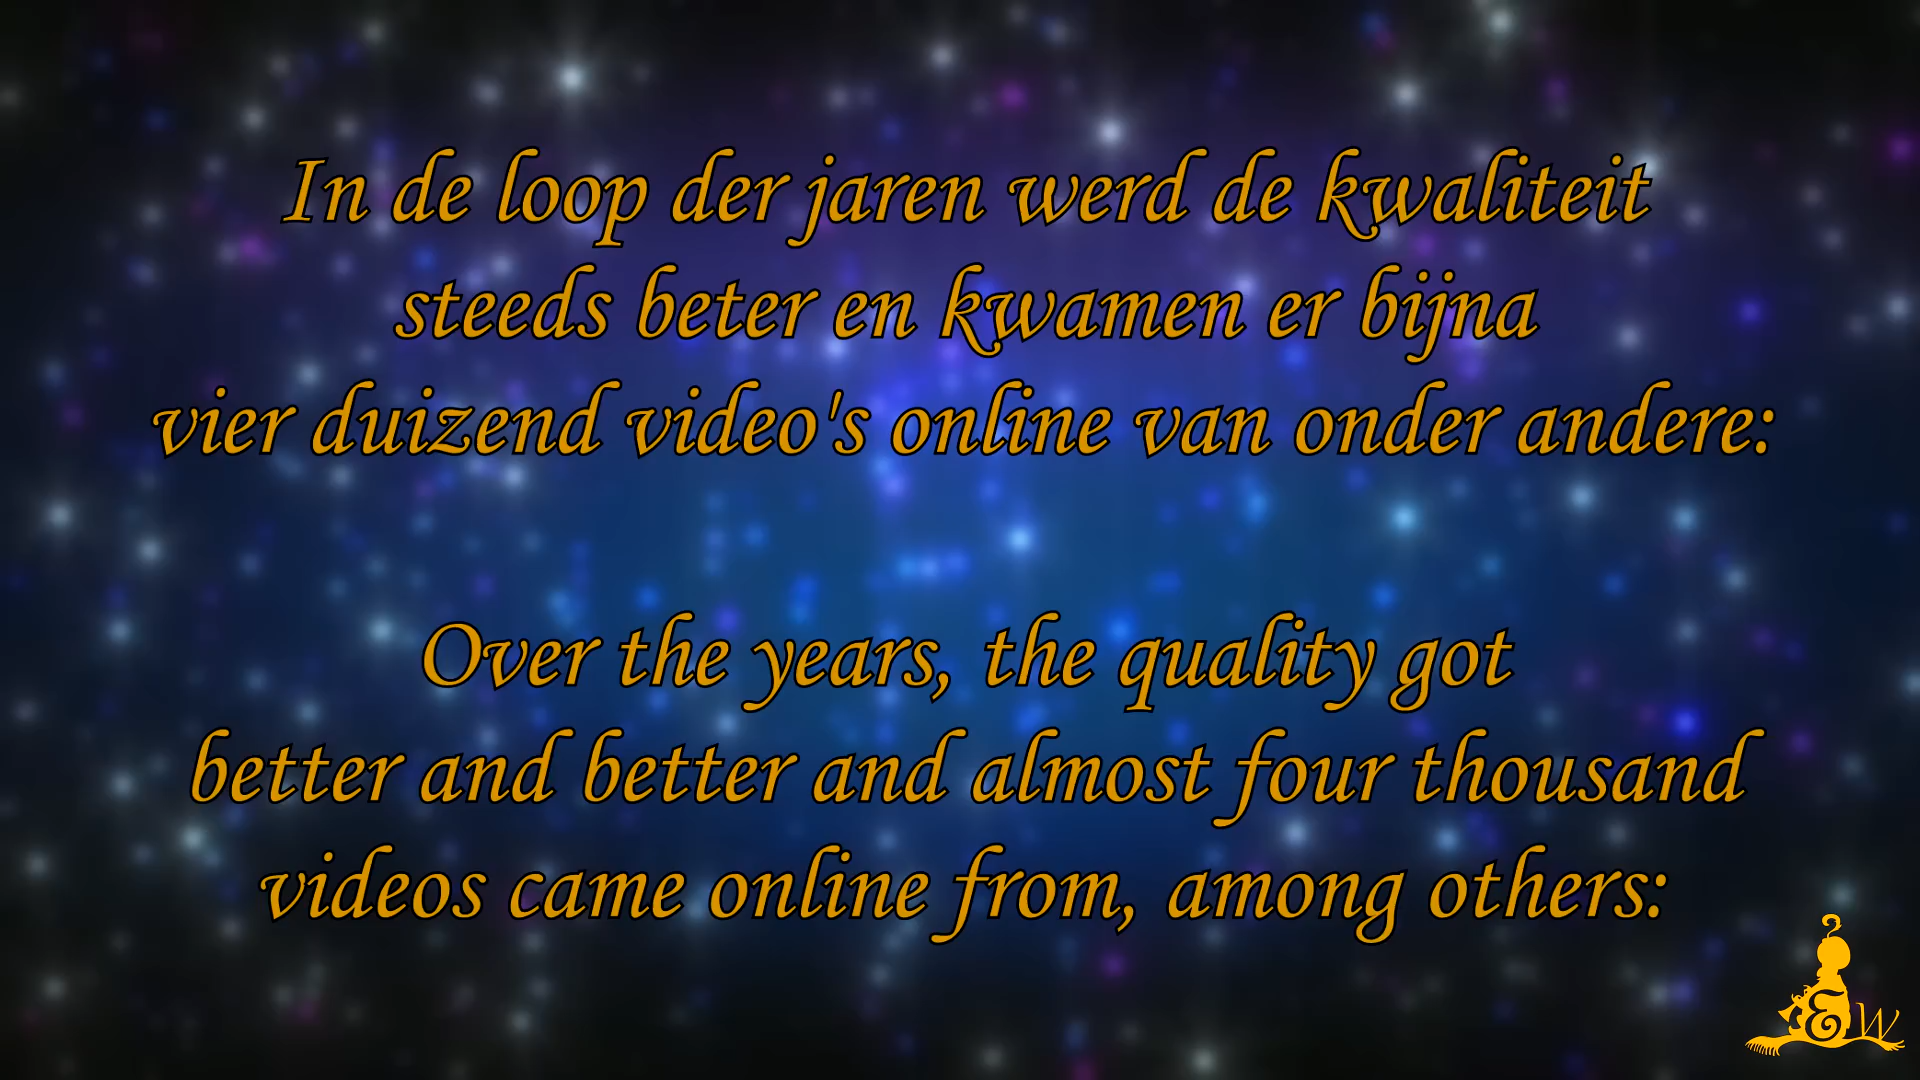 In de loop der jaren werd de kwaliteit
steeds beter en kwamen er bijna
vier duizend video's online van onder andere:
Over the years, the quality got
better and better and almost four thousand
videos came online from, among others:
EW